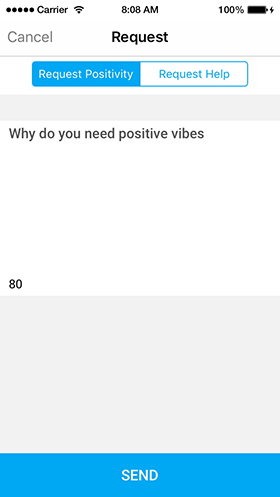 Carrier 8:08 AM 100%
Cancel Request
Request Positivity Request Help
Why do you need positive vibes
80
SEND